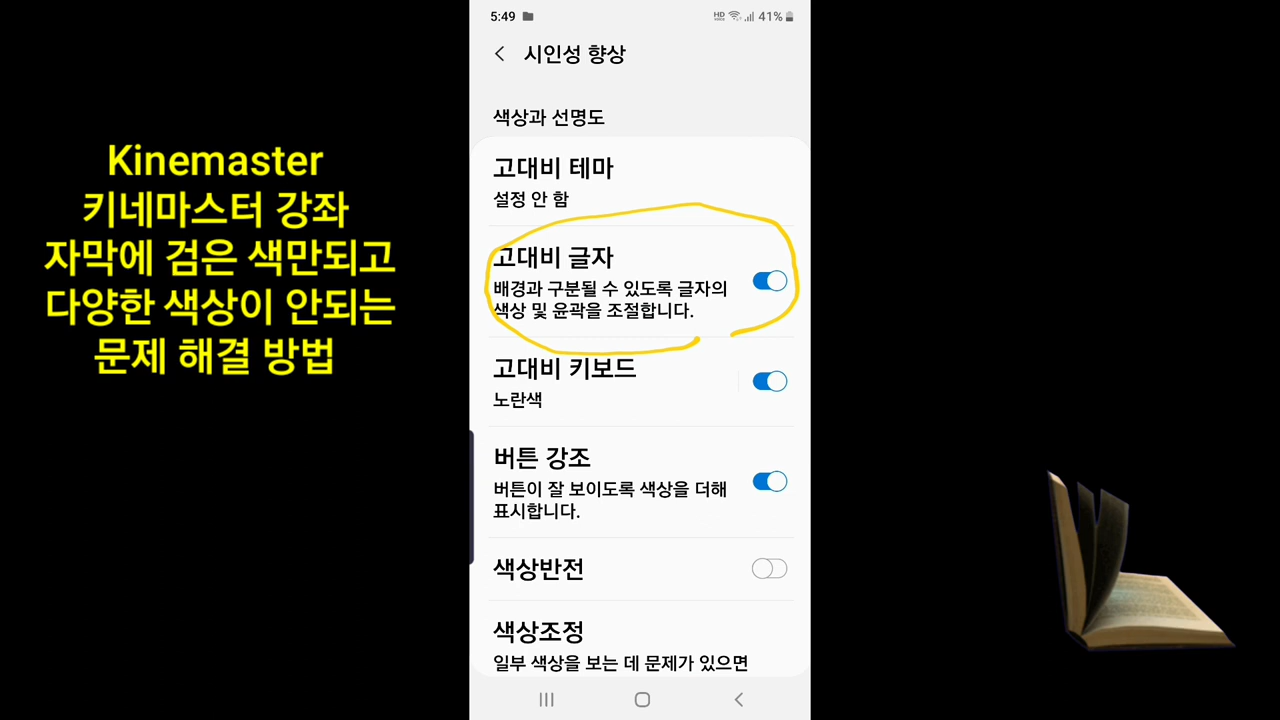 Kinemaster
키네마스터 강좌
자막에 검은 색만되고
다양한 색상이 안되는
문제 해결 방법
5:49
HD
41%
시인성 향상
색상과 선명도
고대비 테마
설정 안 함
고대비 글자
배경과 구분될 수 있도록 글자의
색상 및 윤곽을 조절합니다.
고대비 키보드
노란색
버튼 강조
버튼이 잘 보이도록 색상을 더해
표시합니다.
색상반전
색상조정
일부 색상을 보는 데 문제가 있으면